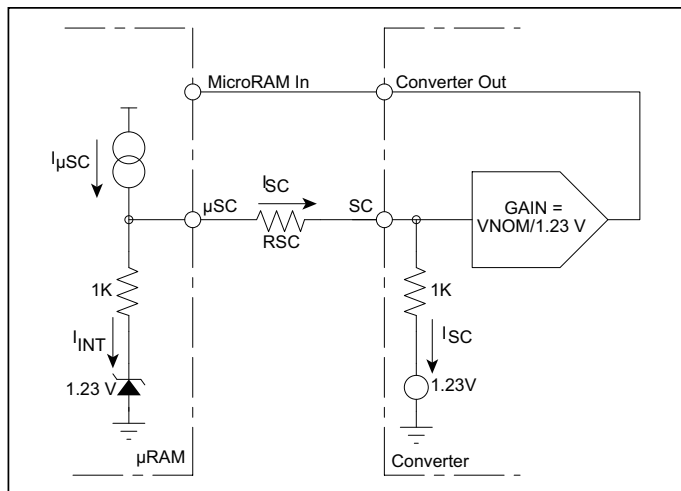 MicroRAM In
Converter Out
IµSC
ISC
µSC
RSC
SC
GAIN =
VNOM/1.23 V
1K
1K
IINT
ISC
1.23 V
1.23V
µRAM
Converter